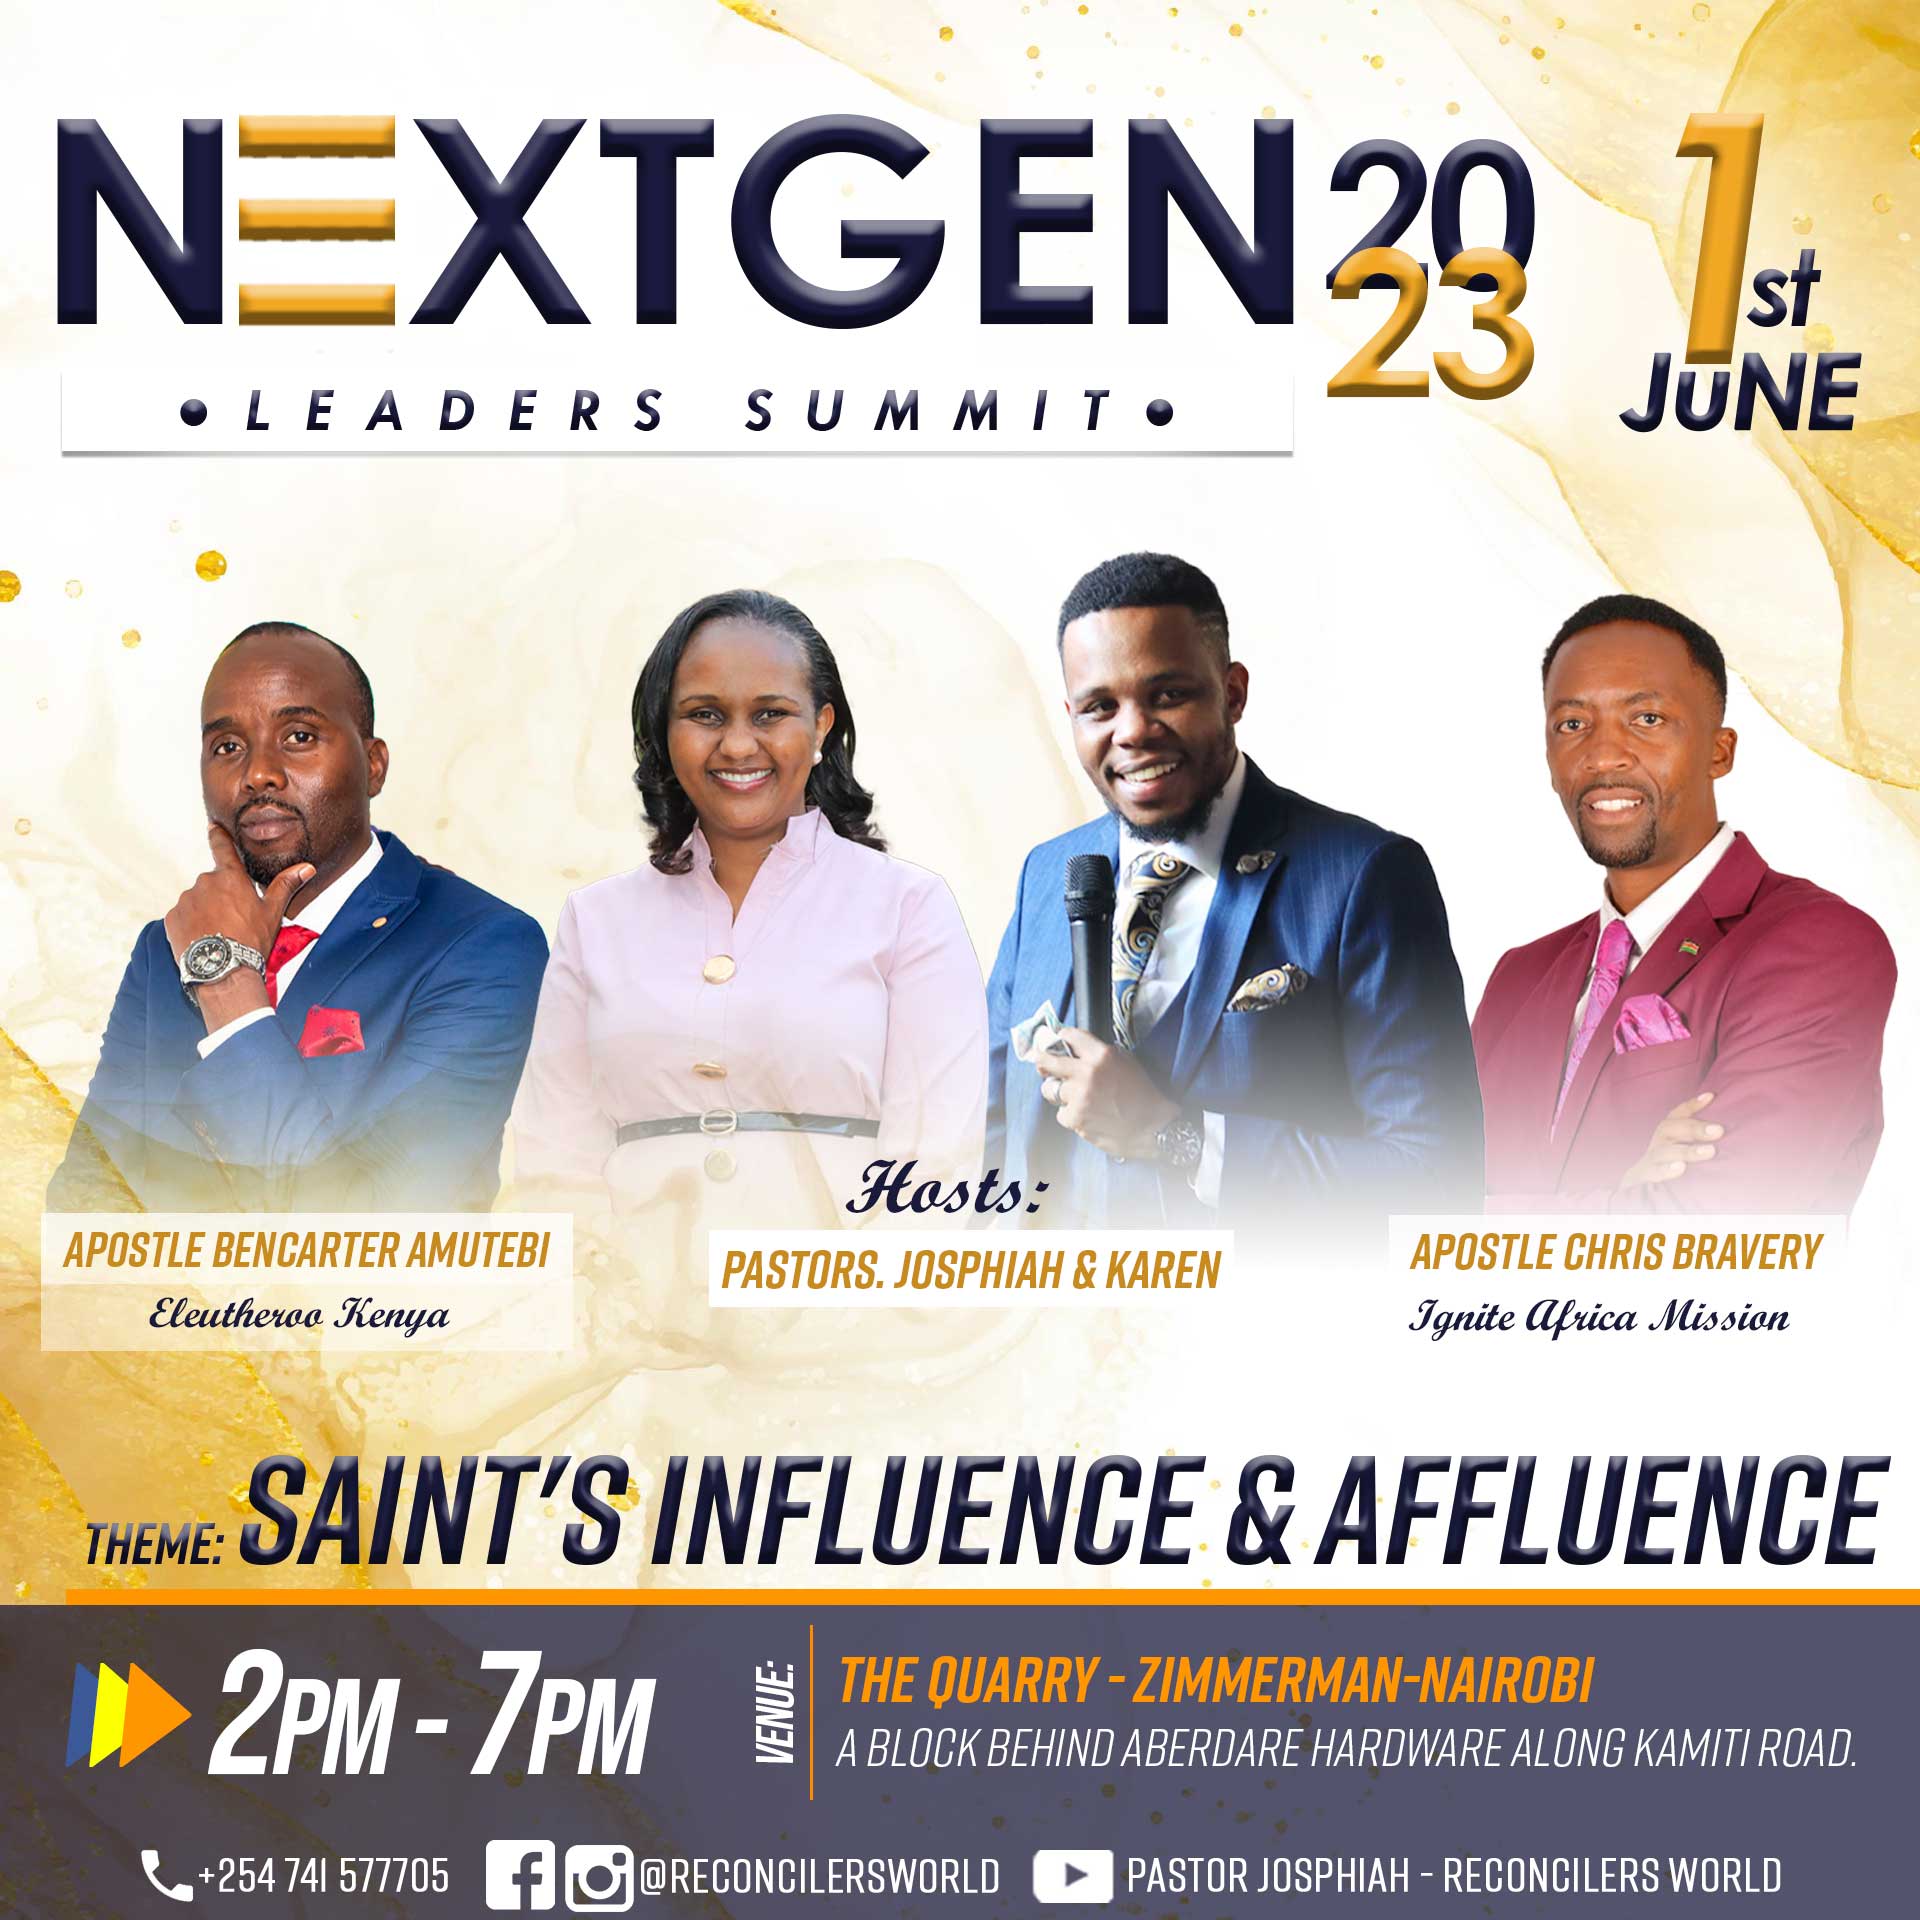 NEXTGEN 2023
• LEADERS SUMMIT •
1st
JuNE
Hosts:
APOSTLE BENCARTER AMUTEBI
Eleutheroo Kenya
PASTORS. JOSPHIAH & KAREN
APOSTLE CHRIS BRAVERY
Ignite Africa Mission
THEME: SAINT'S INFLUENCE & AFFLUENCE
2PM - 7PM
VENUE:
THE QUARRY - ZIMMERMAN-NAIROBI
A BLOCK BEHIND ABERDARE HARDWARE ALONG KAMITI ROAD.
+254 741 577705
@RECONCILERSWORLD
PASTOR JOSPHIAH - RECONCILERS WORLD